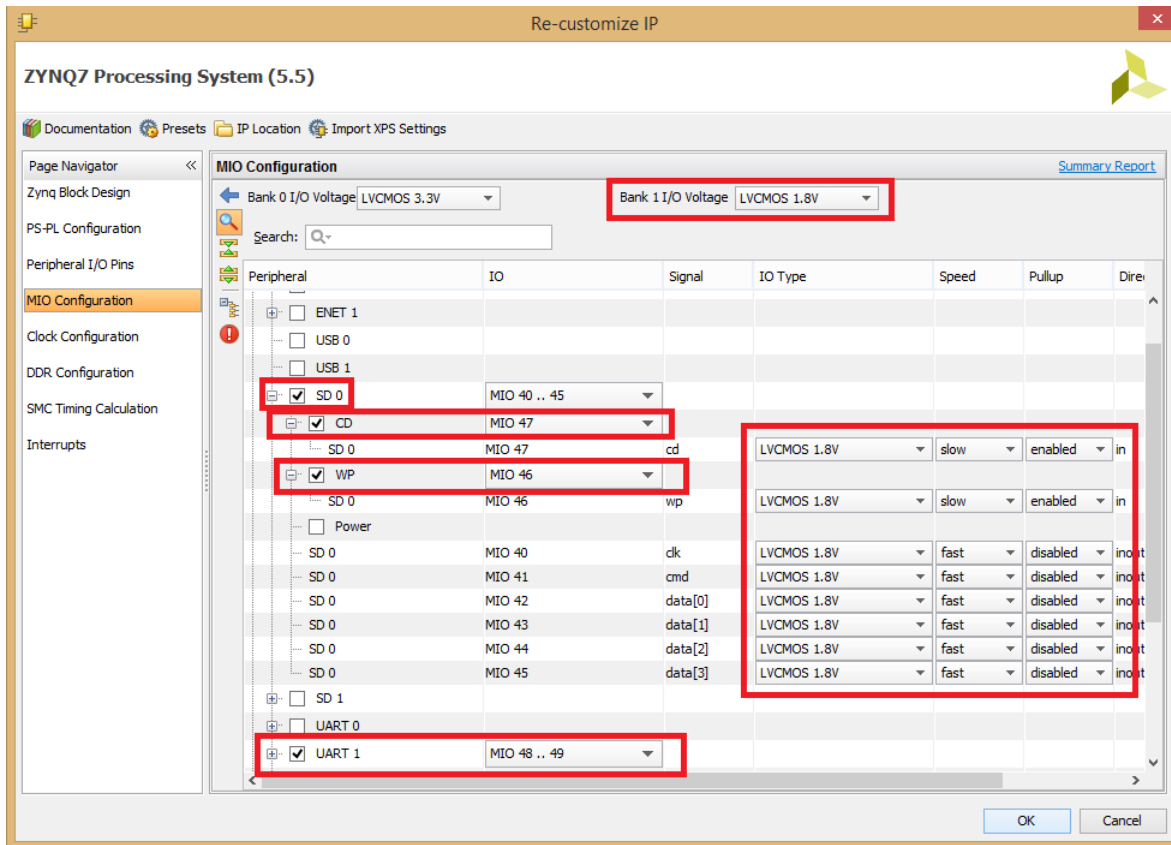 Re-customize IP
ZYNQ7 Processing System (5.5)
Documentation Presets IP Location Import XPS Settings
Page Navigator
Zynq Block Design
PS-PL Configuration
Peripheral I/O Pins
MIO Configuration
Clock Configuration
DDR Configuration
SMC Timing Calculation
Interrupts
MIO Configuration Summary Report
Bank 0 I/O Voltage LVCMOS 3.3V Bank 1 I/O Voltage LVCMOS 1.8V
Search:
Peripheral IO Signal IO Type Speed Pullup Direc
ENET 1
USB 0
USB 1
SD 0 MIO 40 .. 45
CD MIO 47
SD 0 MIO 47 cd LVCMOS 1.8V slow enabled in
WP MIO 46
SD 0 MIO 46 wp LVCMOS 1.8V slow enabled in
Power
SD 0 MIO 40 clk LVCMOS 1.8V fast disabled inout
SD 0 MIO 41 cmd LVCMOS 1.8V fast disabled inout
SD 0 MIO 42 data[0] LVCMOS 1.8V fast disabled inout
SD 0 MIO 43 data[1] LVCMOS 1.8V fast disabled inout
SD 0 MIO 44 data[2] LVCMOS 1.8V fast disabled inout
SD 0 MIO 45 data[3] LVCMOS 1.8V fast disabled inout
SD 1
UART 0
UART 1 MIO 48 .. 49
OK Cancel